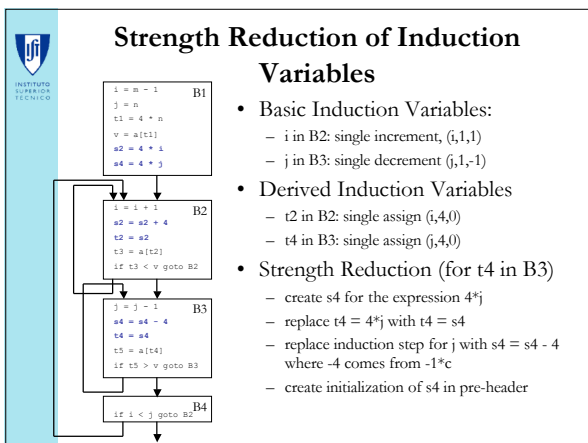 Strength Reduction of Induction
Variables
INSTITUTO
SUPERIOR
TECNICO
B1
i = m - 1
j = n
t1 = 4 * n
v = a[t1]
s2 = 4 * i
s4 = 4 * j
B2
i = i + 1
s2 = s2 + 4
t2 = s2
t3 = a[t2]
if t3 < v goto B2
B3
j = j - 1
s4 = s4 - 4
t4 = s4
t5 = a[t4]
if t5 > v goto B3
B4
if i < j goto B2
• Basic Induction Variables:
– i in B2: single increment, (i,1,1)
– j in B3: single decrement (j,1,-1)
• Derived Induction Variables
– t2 in B2: single assign (i,4,0)
– t4 in B3: single assign (j,4,0)
• Strength Reduction (for t4 in B3)
– create s4 for the expression 4*j
– replace t4 = 4*j with t4 = s4
– replace induction step for j with s4 = s4 - 4
where -4 comes from -1*c
– create initialization of s4 in pre-header